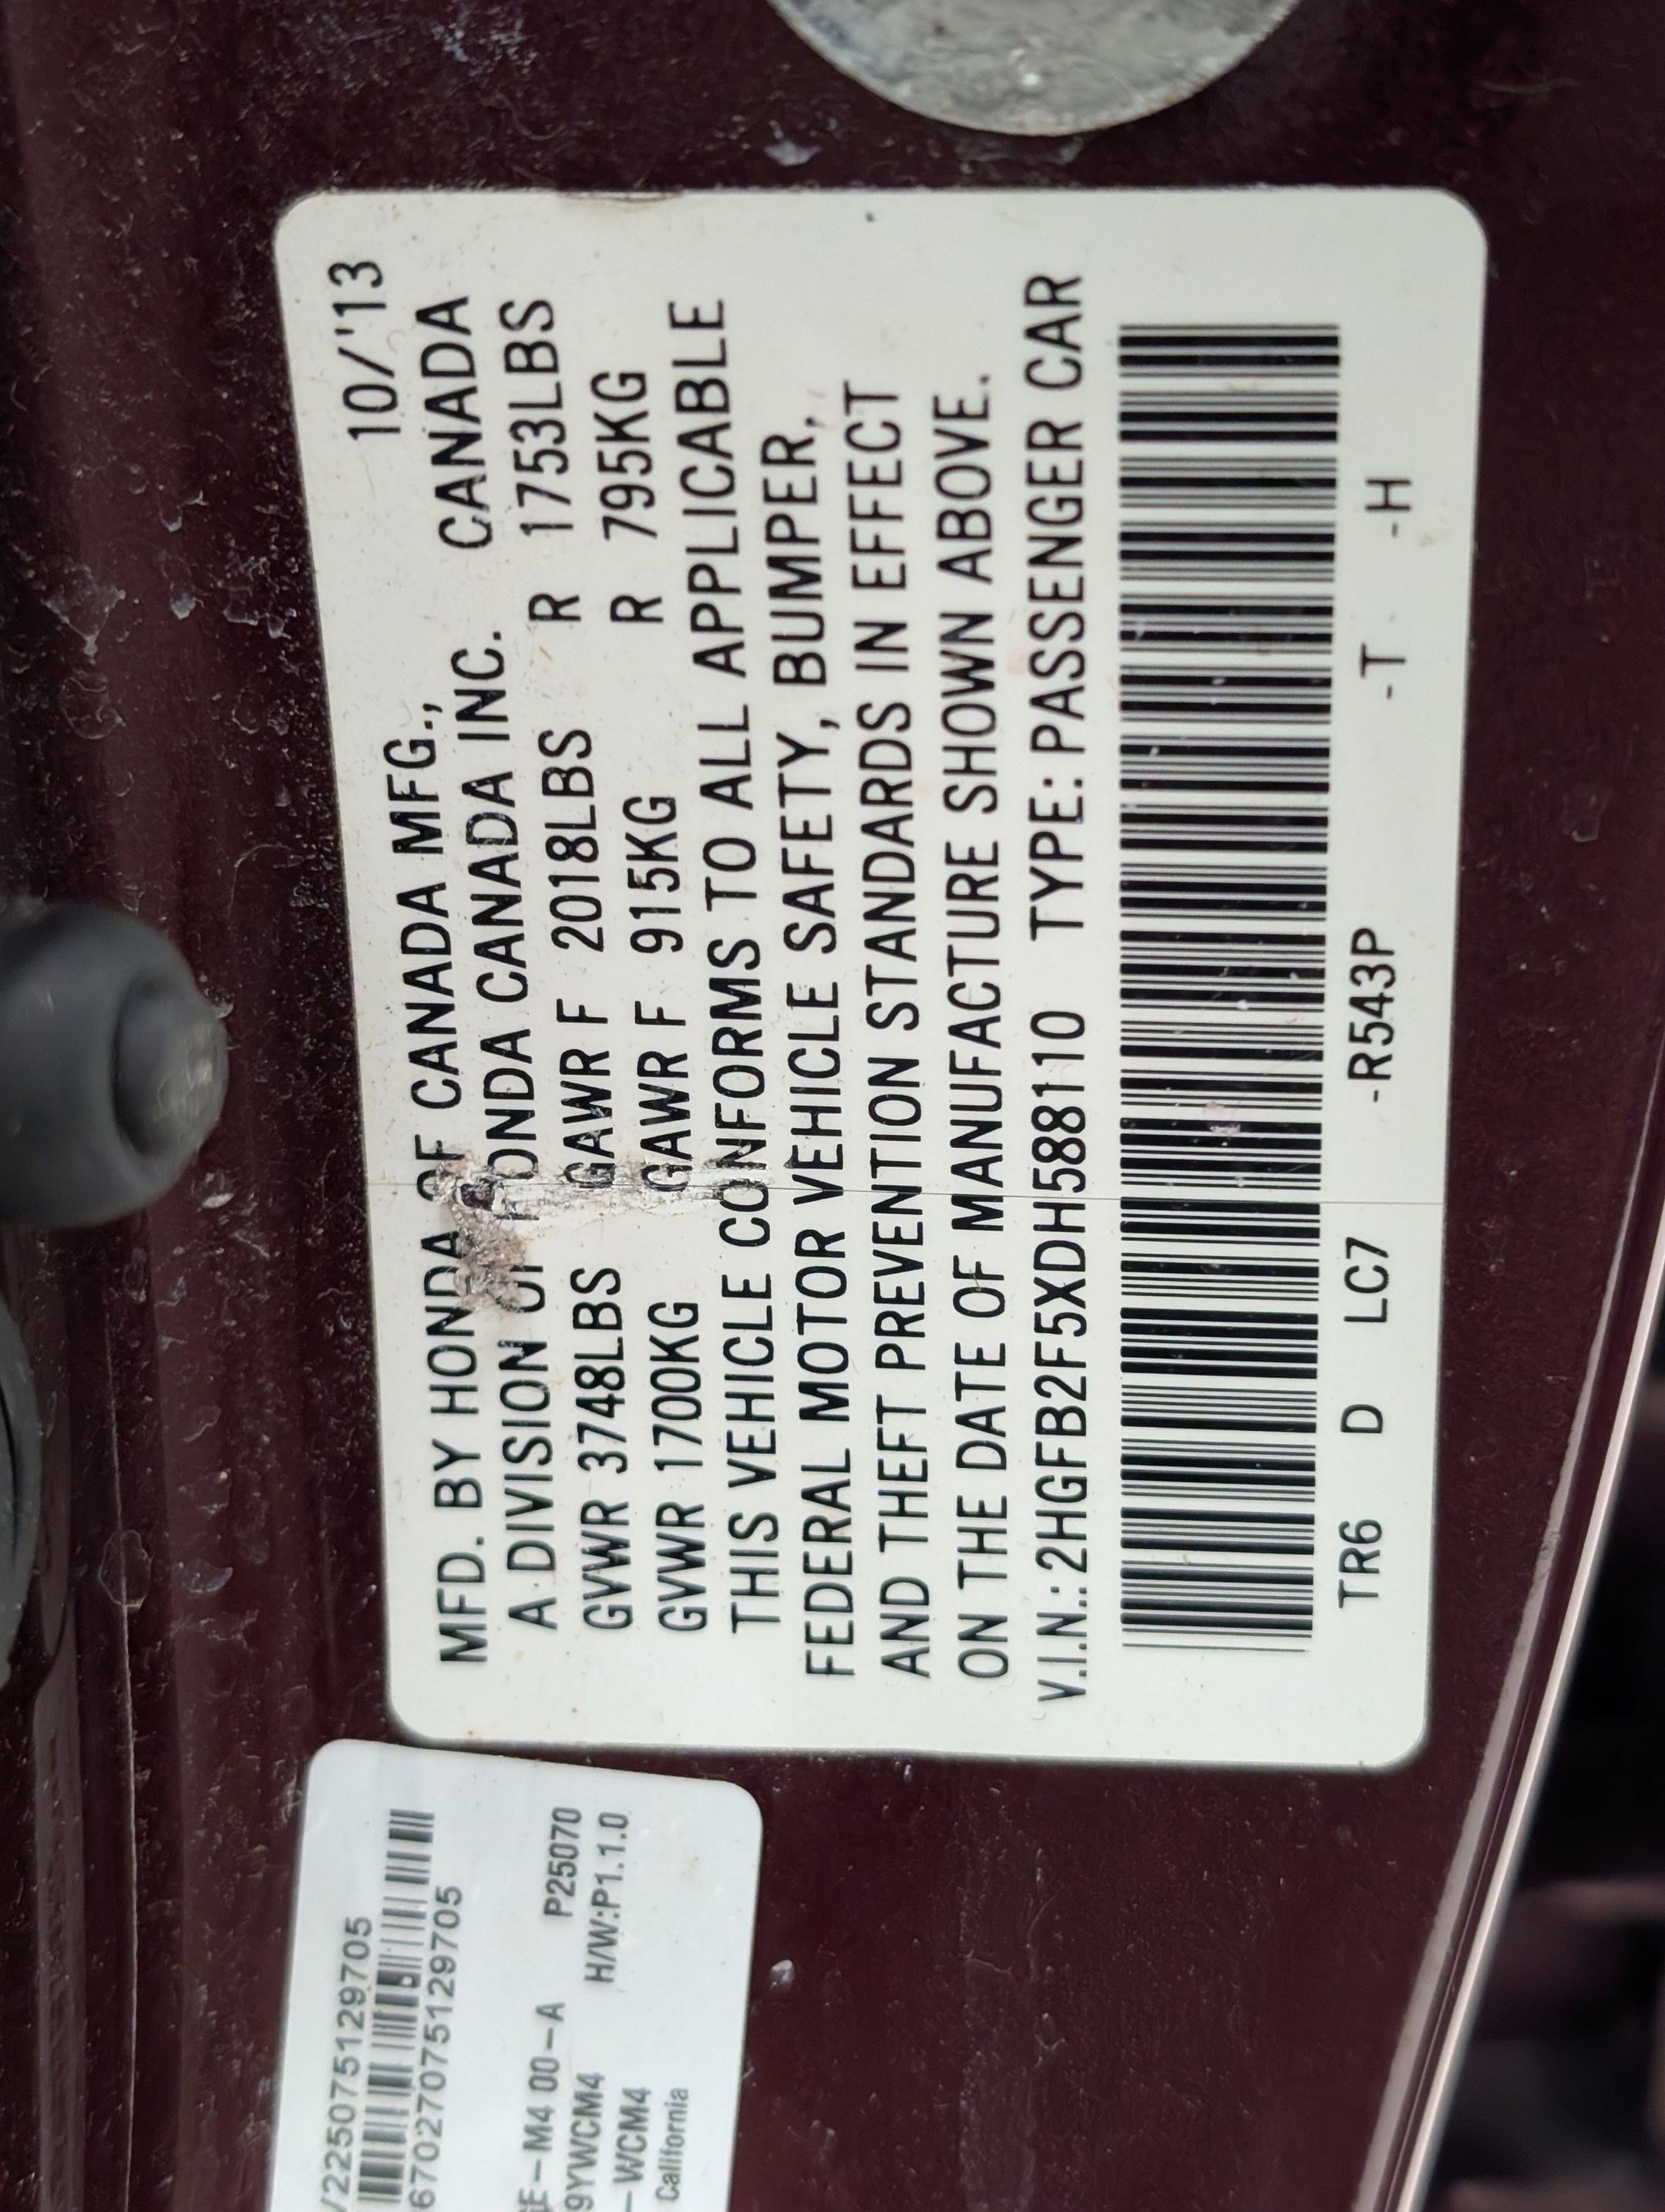 10/'13
MFD. BY HONDA OF CANADA MFG.,
A DIVISION OF HONDA CANADA INC. CANADA
GVWR 3748LBS GAWR F 2018LBS R 1753LBS
GVWR 1700KG GAWR F 915KG R 795KG
THIS VEHICLE CONFORMS TO ALL APPLICABLE
FEDERAL MOTOR VEHICLE SAFETY, BUMPER,
AND THEFT PREVENTION STANDARDS IN EFFECT
ON THE DATE OF MANUFACTURE SHOWN ABOVE.
V.I.N.:2HGFB2F5XDH588110 TYPE:PASSENGER CAR
TR6 D LC7 -R543P -T -H
/225075129705
67027075129705
E-M4 00-A P25070
9YWCM4 H/W:P1.1.0
-WCM4
California